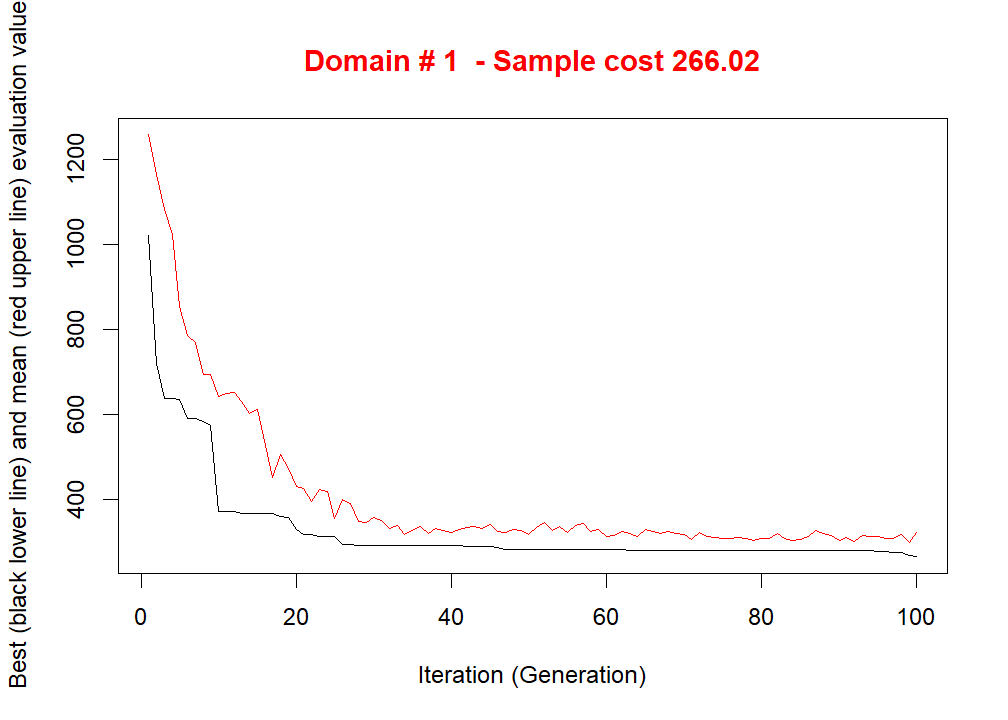 Domain # 1  - Sample cost 266.02
Best (black lower line) and mean (red upper line) evaluation value
1200
1000
800
600
400
0 20 40 60 80 100
Iteration (Generation)